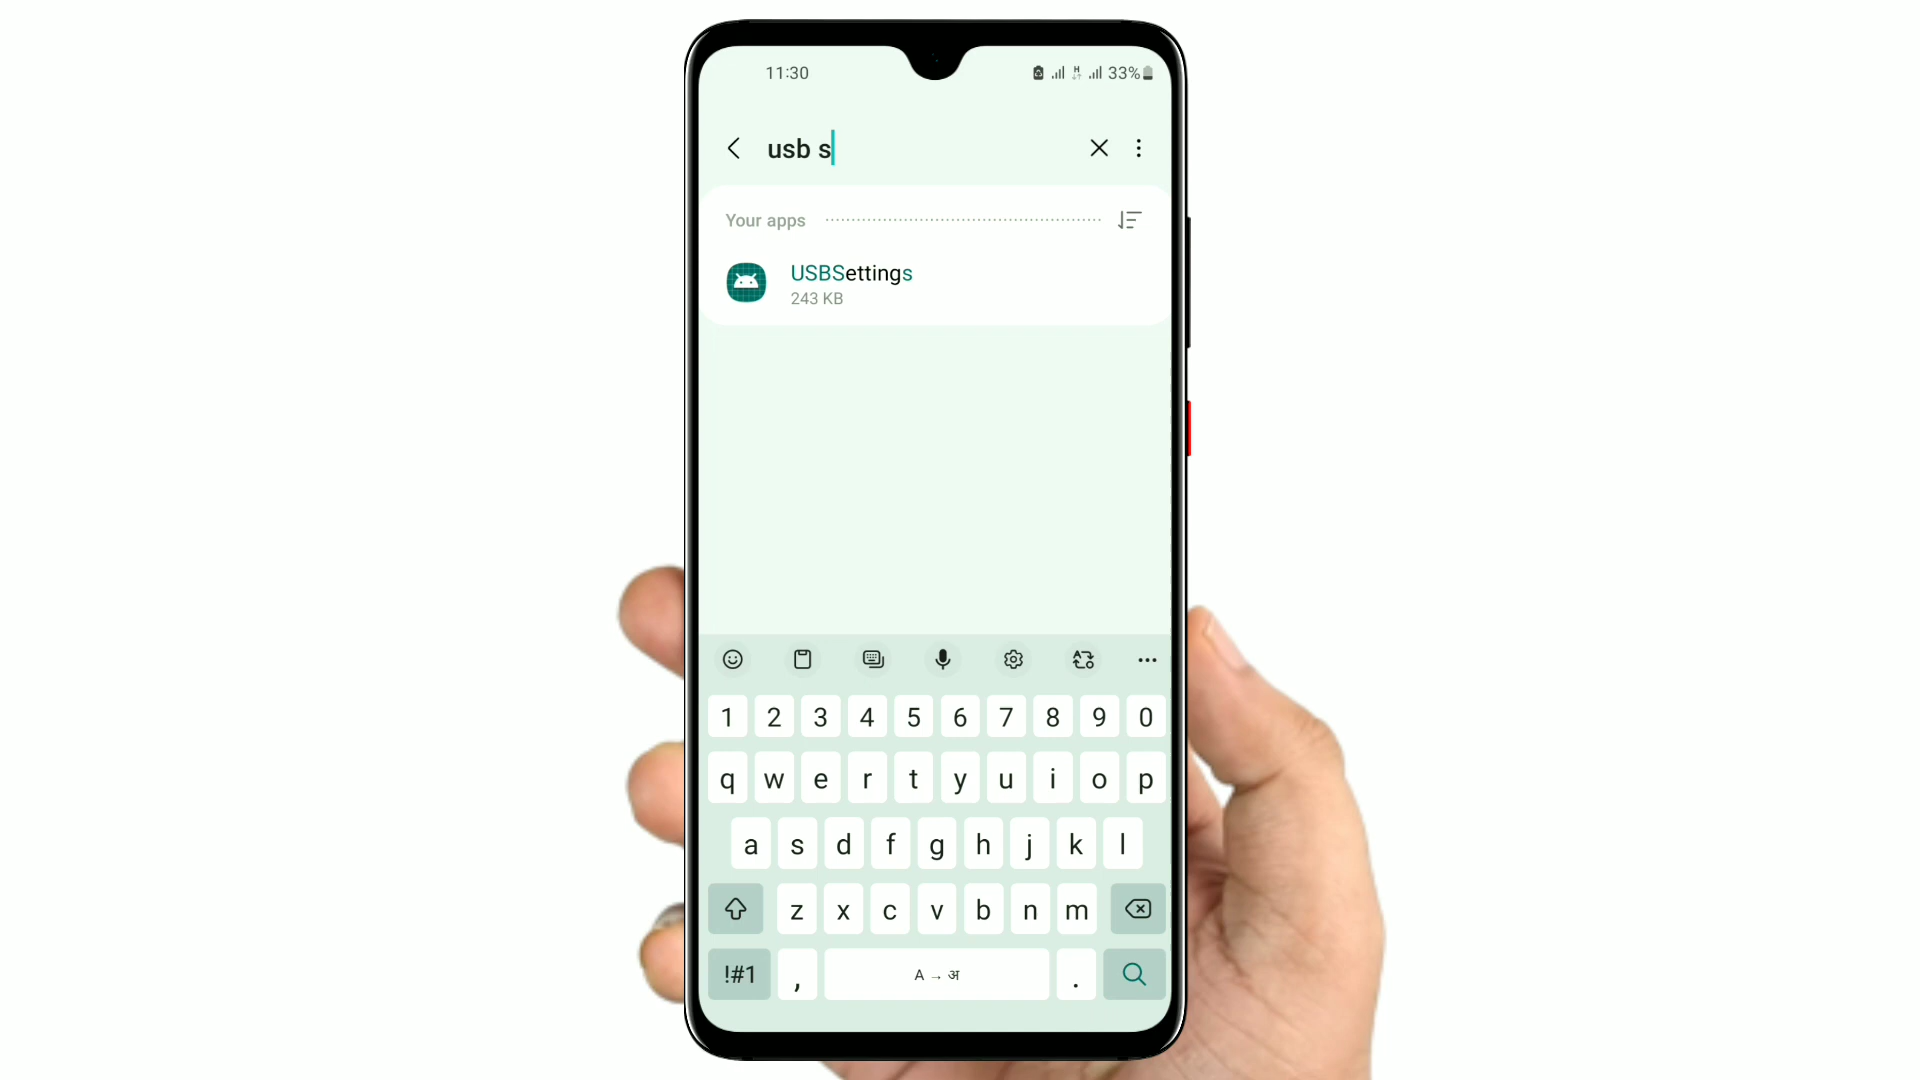 11:30
H
33%
usb s
Your apps
USBSettings
243 KB
1 2 3 4 5 6 7 8 9 0
q w e r t y u i o p
a s d f g h j k l
z x c v b n m
!#1 , A → अ .